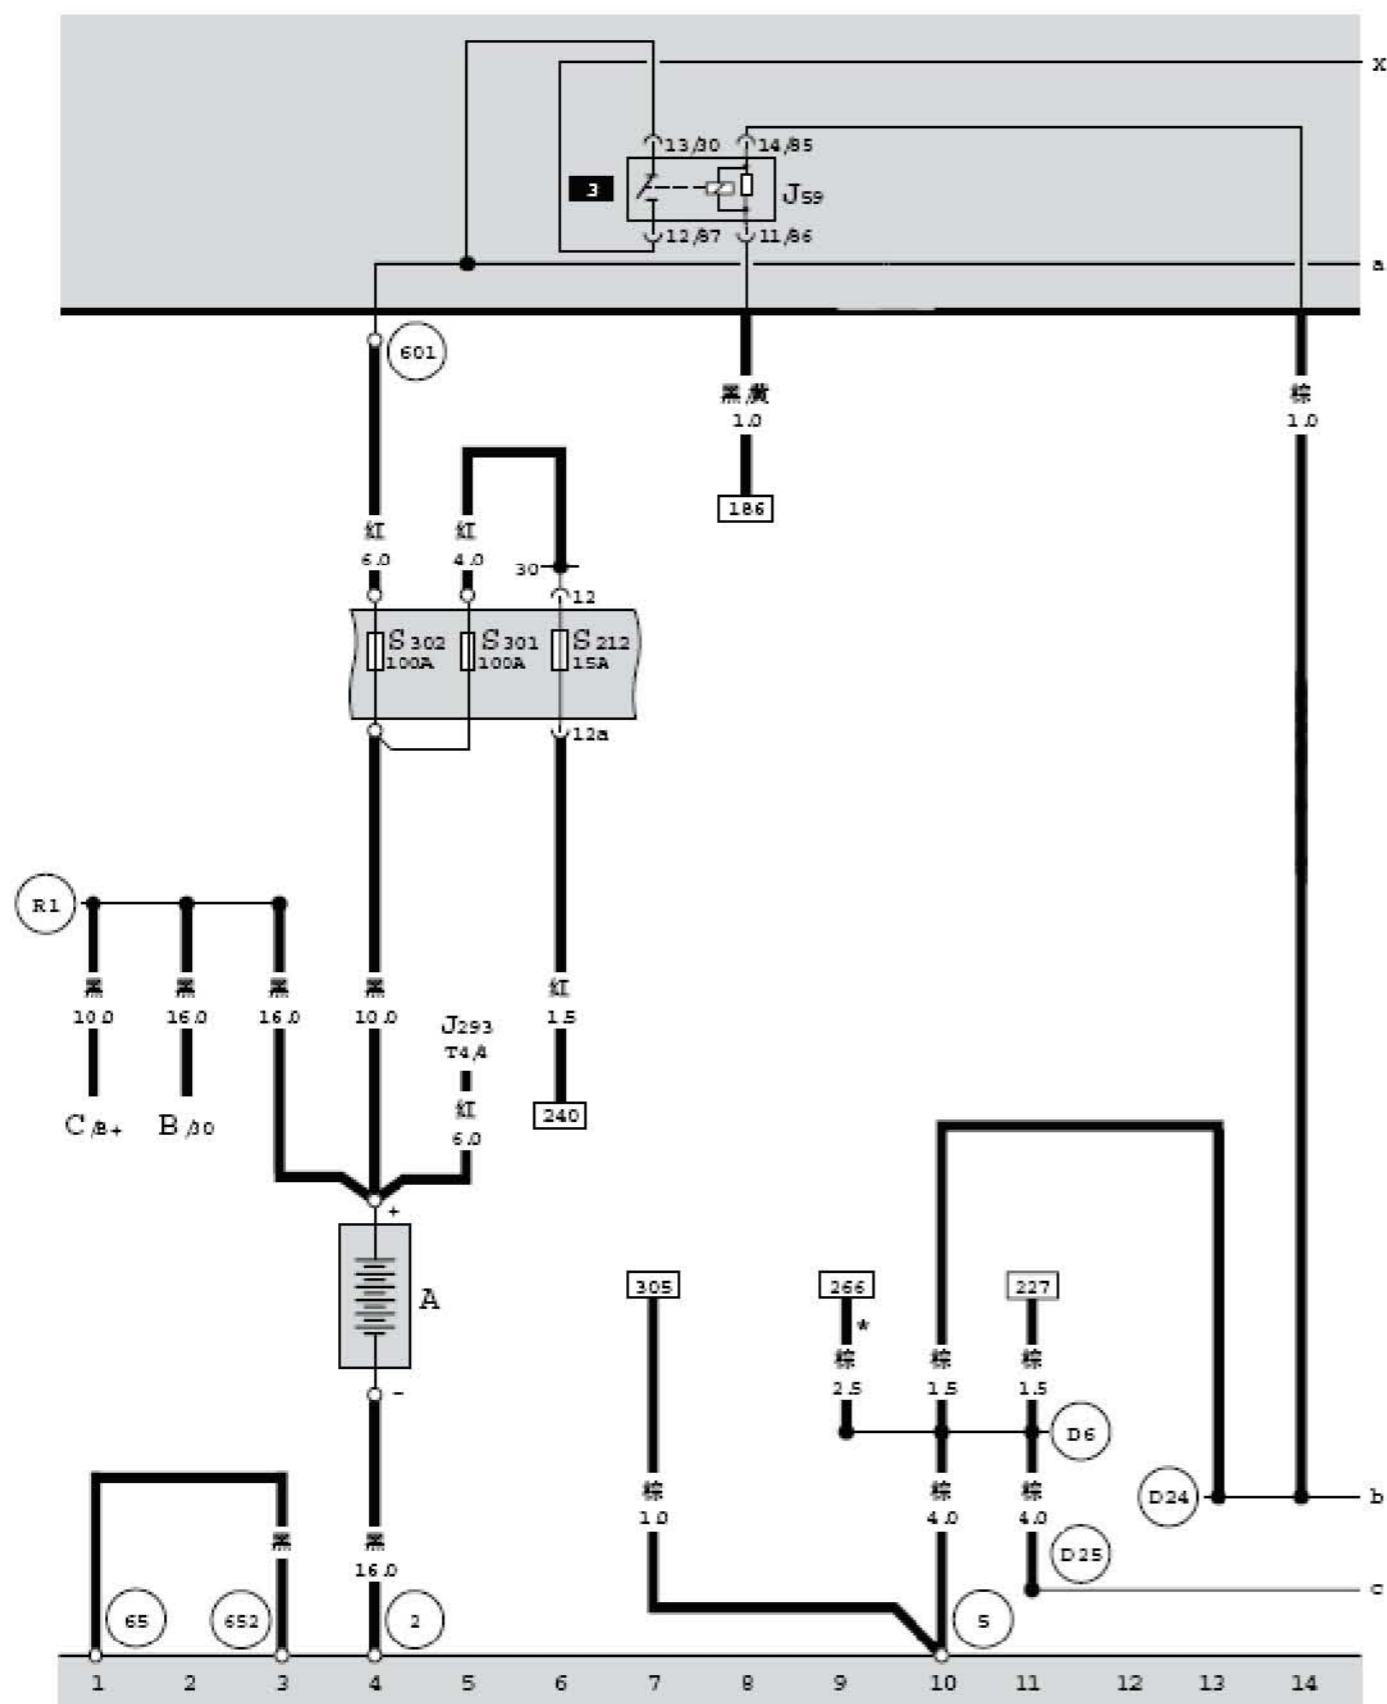 X
13/30
14/85
3
J59
12/87
11/86
a
601
黑/黄
1.0
棕
1.0
186
红
6.0
红
4.0
30
12
S302
100A
S301
100A
S212
15A
12a
R1
黑
10.0
黑
16.0
黑
16.0
黑
10.0
红
1.5
J293
T4/4
C/B+
B/30
红
6.0
240
+
A
-
305
266
227
*
棕
2.5
棕
1.5
棕
1.5
D6
棕
1.0
棕
4.0
棕
4.0
D24
b
黑
黑
16.0
D25
c
65
652
2
5
1 2 3 4 5 6 7 8 9 10 11 12 13 14